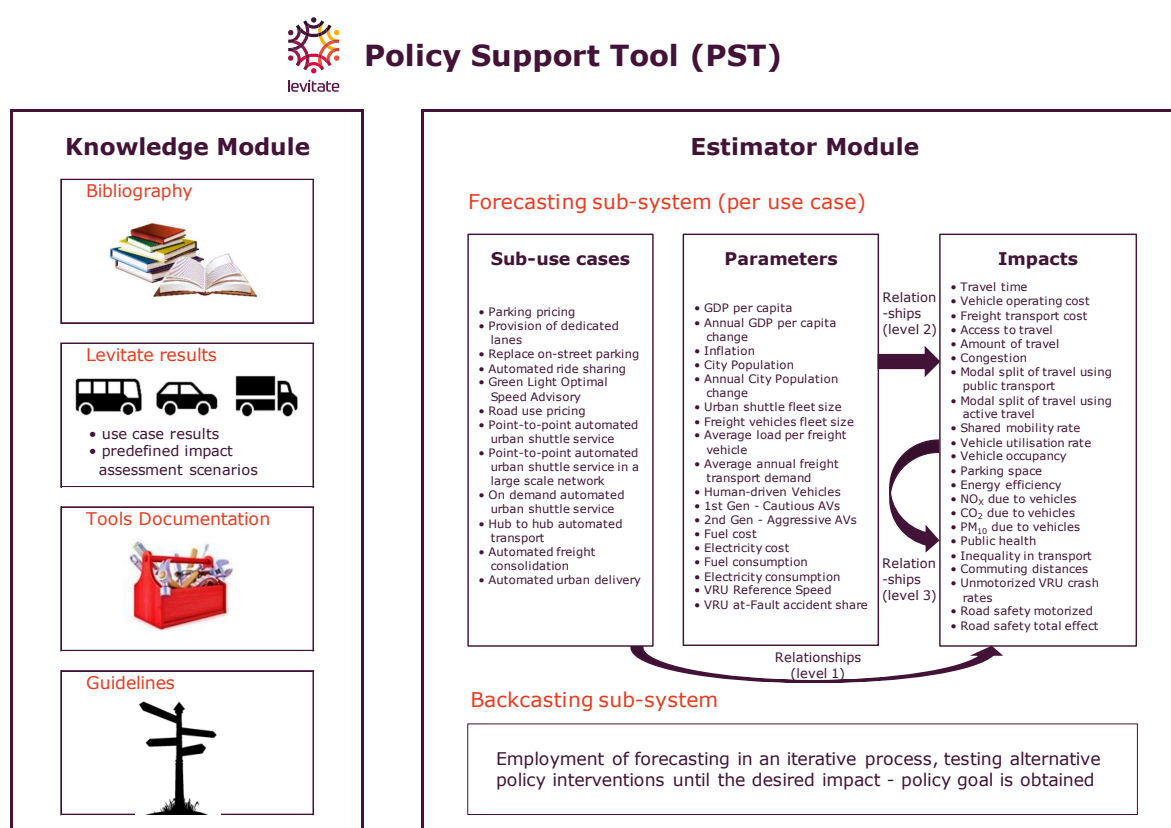 levitate
Policy Support Tool (PST)
Knowledge Module
Bibliography
Levitate results
• use case results
• predefined impact
assessment scenarios
Tools Documentation
Guidelines
Estimator Module
Forecasting sub-system (per use case)
Sub-use cases
• Parking pricing
• Provision of dedicated
lanes
• Replace on-street parking
• Automated ride sharing
• Green Light Optimal
Speed Advisory
• Road use pricing
• Point-to-point automated
urban shuttle service
• Point-to-point automated
urban shuttle service in a
large scale network
• On demand automated
urban shuttle service
• Hub to hub automated
transport
• Automated freight
consolidation
• Automated urban delivery
Parameters
• GDP per capita
• Annual GDP per capita
change
• Inflation
• City Population
• Annual City Population
change
• Urban shuttle fleet size
• Freight vehicles fleet size
• Average load per freight
vehicle
• Average annual freight
transport demand
• Human-driven Vehicles
• 1st Gen - Cautious AVs
• 2nd Gen - Aggressive AVs
• Fuel cost
• Electricity cost
• Fuel consumption
• Electricity consumption
• VRU Reference Speed
• VRU at-Fault accident share
Relation
-ships
(level 2)
Relation
-ships
(level 3)
Impacts
• Travel time
• Vehicle operating cost
• Freight transport cost
• Access to travel
• Amount of travel
• Congestion
• Modal split of travel using
public transport
• Modal split of travel using
active travel
• Shared mobility rate
• Vehicle utilisation rate
• Vehicle occupancy
• Parking space
• Energy efficiency
• NOX due to vehicles
• CO2 due to vehicles
• PM10 due to vehicles
• Public health
• Inequality in transport
• Commuting distances
• Unmotorized VRU crash
rates
• Road safety motorized
• Road safety total effect
Relationships
(level 1)
Backcasting sub-system
Employment of forecasting in an iterative process, testing alternative
policy interventions until the desired impact - policy goal is obtained